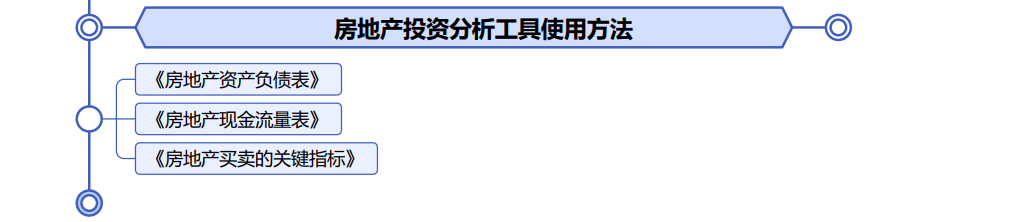 房地产投资分析工具使用方法
《房地产资产负债表》
《房地产现金流量表》
《房地产买卖的关键指标》